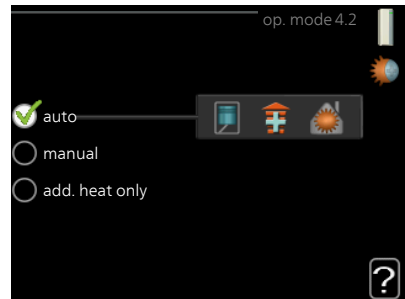 op. mode 4.2
auto
manual
add. heat only
?